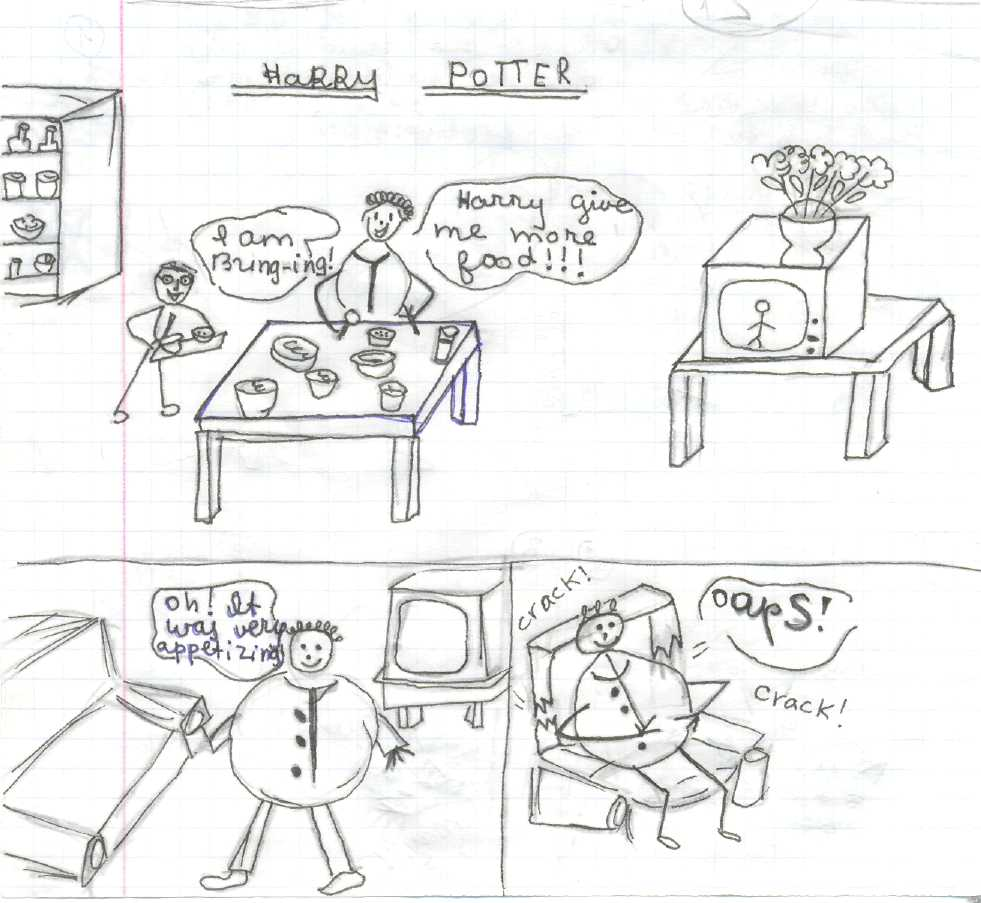 HARRY POTTER
I am
Bring-ing!
Harry give
me more
food!!!
Oh! It
was very
appetizing!
crack!
oops!
crack!